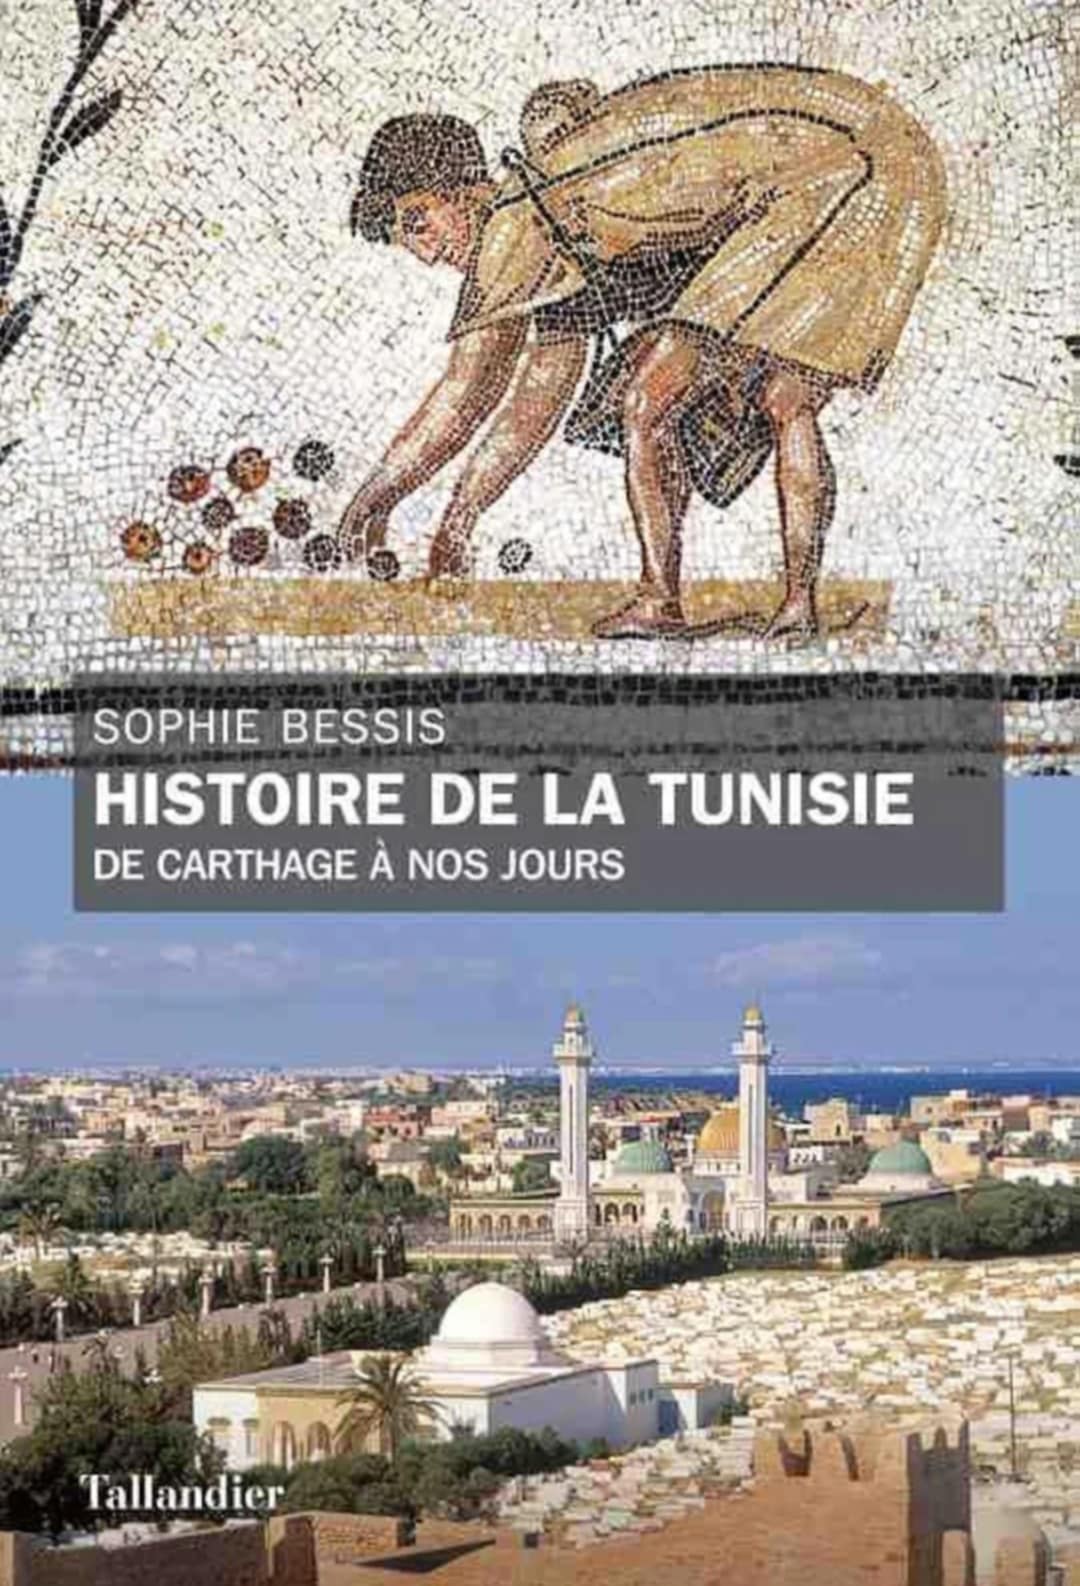 SOPHIE BESSIS
HISTOIRE DE LA TUNISIE
DE CARTHAGE À NOS JOURS
Tallandier